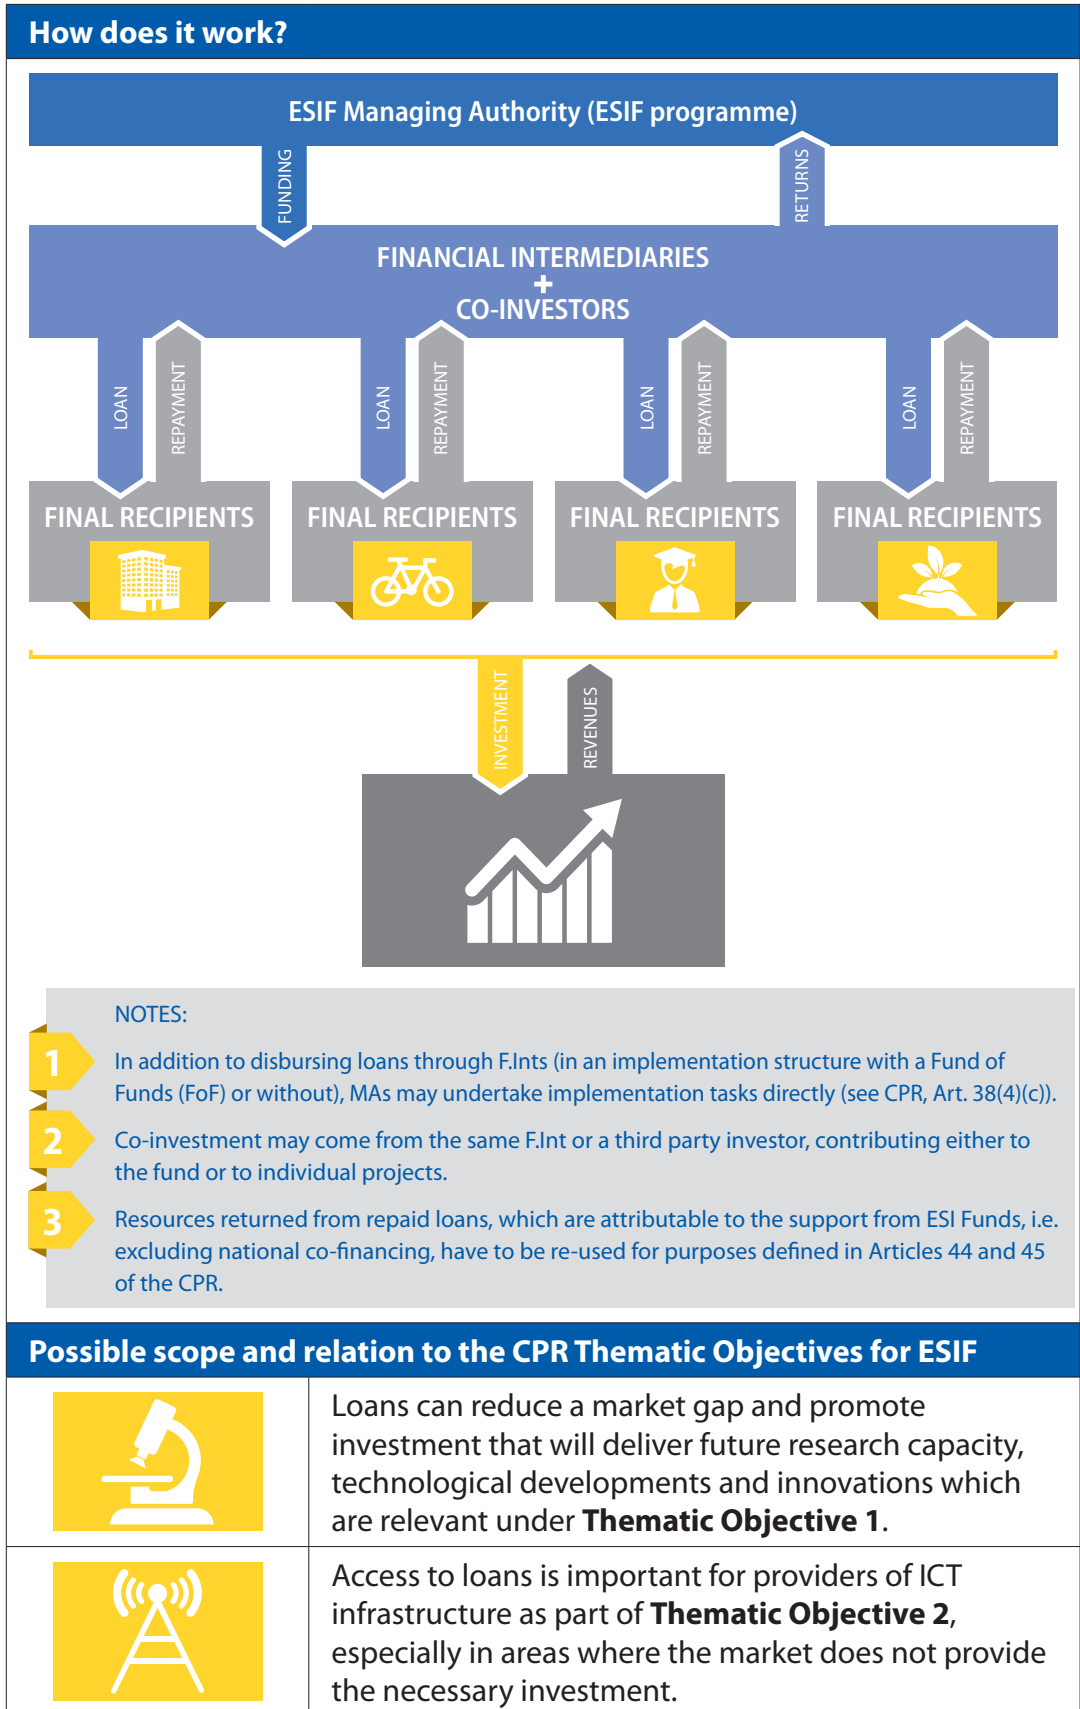 How does it work?
ESIF Managing Authority (ESIF programme)
FUNDING
RETURNS
FINANCIAL INTERMEDIARIES
+
CO-INVESTORS
LOAN
REPAYMENT
LOAN
REPAYMENT
LOAN
REPAYMENT
LOAN
REPAYMENT
FINAL RECIPIENTS
FINAL RECIPIENTS
FINAL RECIPIENTS
FINAL RECIPIENTS
INVESTMENT
REVENUES
NOTES:
1
In addition to disbursing loans through F.Ints (in an implementation structure with a Fund of
Funds (FoF) or without), MAs may undertake implementation tasks directly (see CPR, Art. 38(4)(c)).
2
Co-investment may come from the same F.Int or a third party investor, contributing either to
the fund or to individual projects.
3
Resources returned from repaid loans, which are attributable to the support from ESI Funds, i.e.
excluding national co-financing, have to be re-used for purposes defined in Articles 44 and 45
of the CPR.
Possible scope and relation to the CPR Thematic Objectives for ESIF
Loans can reduce a market gap and promote
investment that will deliver future research capacity,
technological developments and innovations which
are relevant under Thematic Objective 1.
Access to loans is important for providers of ICT
infrastructure as part of Thematic Objective 2,
especially in areas where the market does not provide
the necessary investment.